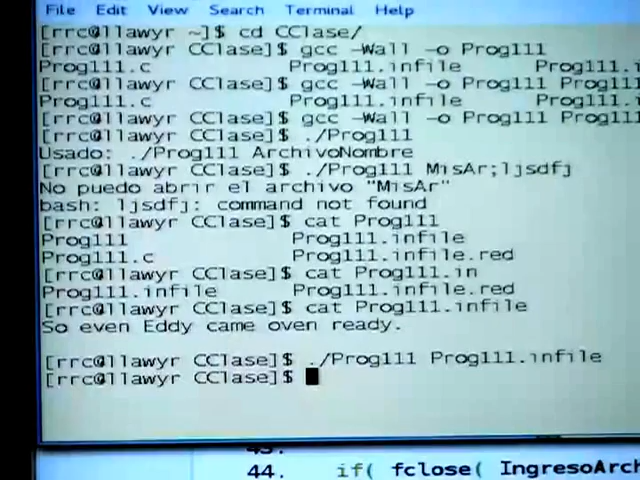 File Edit View Search Terminal Help
[rrc@llawyr ~]$ cd CClase/
[rrc@llawyr CClase]$ gcc -Wall -o Prog111
Prog111.c Prog111.infile Prog111.i
[rrc@llawyr CClase]$ gcc -Wall -o Prog111 Prog111
Prog111.c Prog111.infile Prog111.i
[rrc@llawyr CClase]$ gcc -Wall -o Prog111 Prog111
[rrc@llawyr CClase]$ ./Prog111
Usado: ./Prog111 ArchivoNombre
[rrc@llawyr CClase]$ ./Prog111 MisAr;ljsdfj
No puedo abrir el archivo "MisAr"
bash: ljsdfj: command not found
[rrc@llawyr CClase]$ cat Prog111
Prog111 Prog111.infile
Prog111.c Prog111.infile.red
[rrc@llawyr CClase]$ cat Prog111.in
Prog111.infile Prog111.infile.red
[rrc@llawyr CClase]$ cat Prog111.infile
So even Eddy came oven ready.
[rrc@llawyr CClase]$ ./Prog111 Prog111.infile
[rrc@llawyr CClase]$
44. if( fclose( IngresoArch